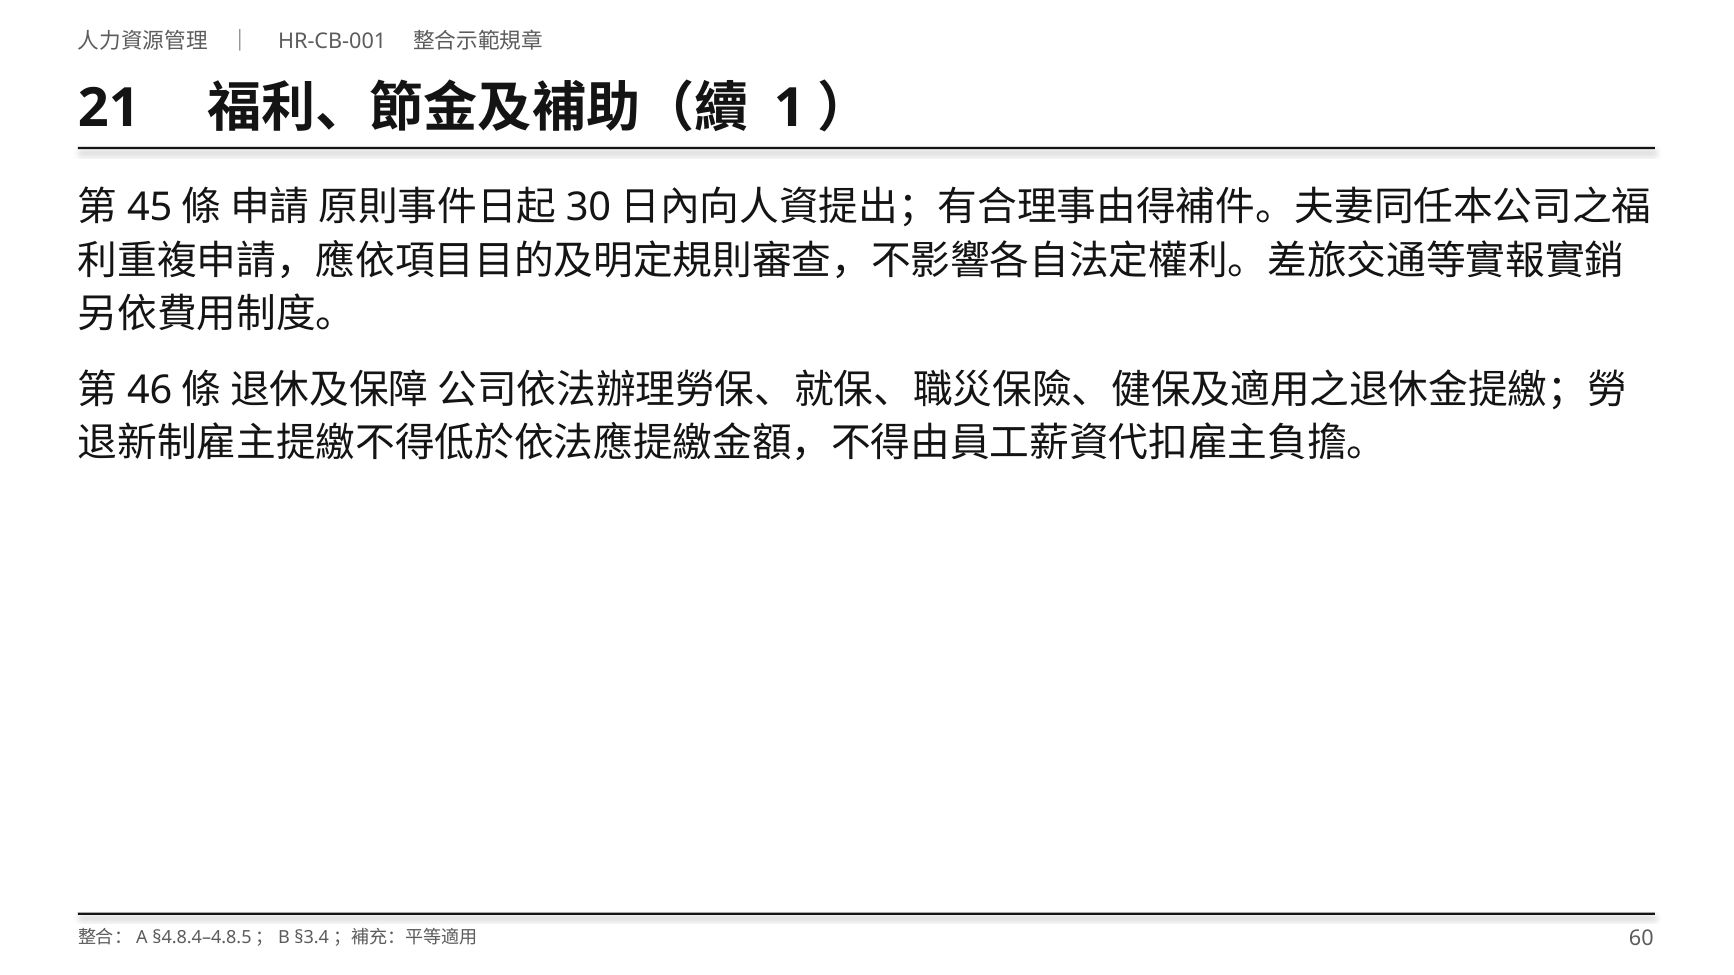 人力資源管理 ｜ HR-CB-001 整合示範規章
21 福利、節金及補助（續 1 ）
第 45 條 申請 原則事件日起 30 日內向人資提出；有合理事由得補件。夫妻同任本公司之福
利重複申請，應依項目目的及明定規則審查，不影響各自法定權利。差旅交通等實報實銷
另依費用制度。
第 46 條 退休及保障 公司依法辦理勞保、就保、職災保險、健保及適用之退休金提繳；勞
退新制雇主提繳不得低於依法應提繳金額，不得由員工薪資代扣雇主負擔。
整合： A §4.8.4–4.8.5 ； B §3.4 ；補充：平等適用
60